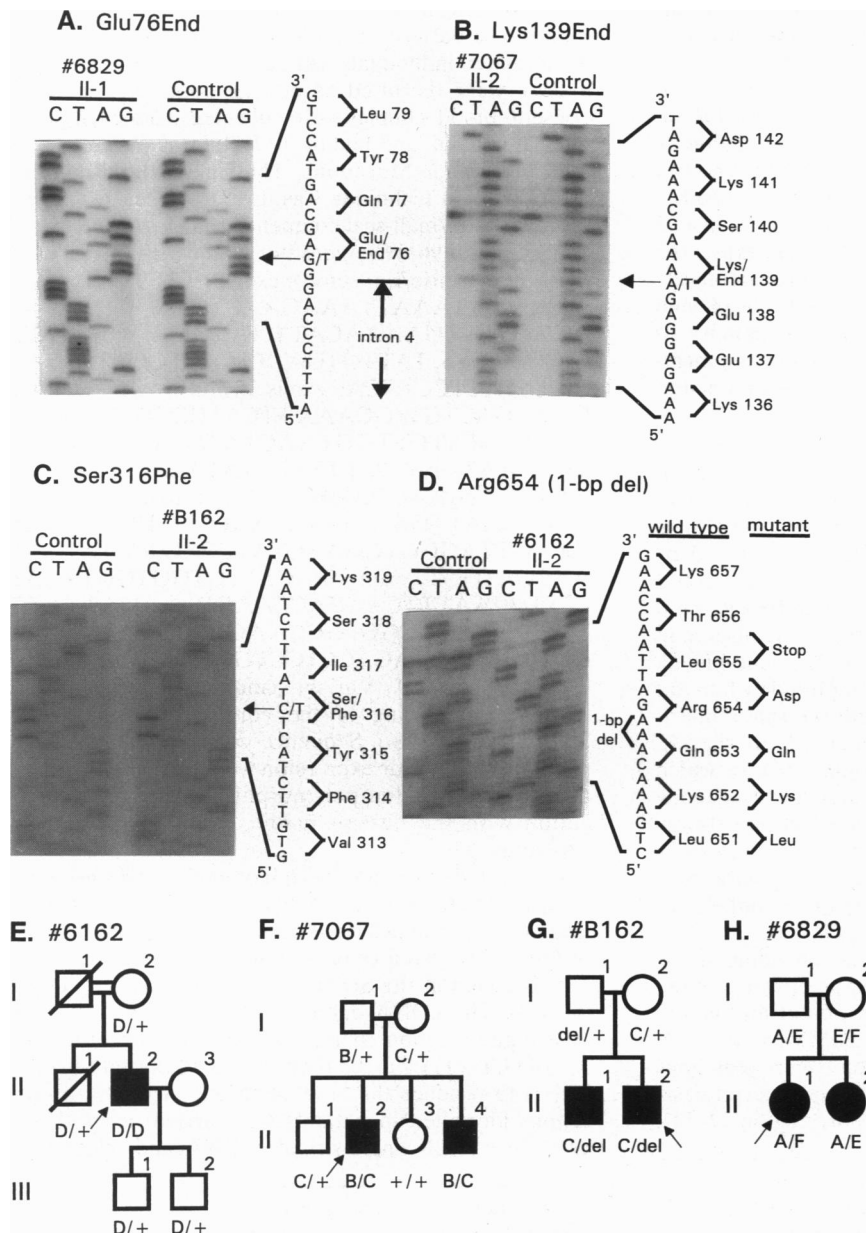 A. Glu76End
#6829
II-1
Control
C T A G C T A G
3'
G
T
C
C
A
T
G
A
C
A
A
G/T
G
G
A
C
C
C
T
T
T
A
5'
Leu 79
Tyr 78
Gln 77
Glu/
End 76
intron 4
B. Lys139End
#7067
II-2
Control
C T A G C T A G
3'
T
A
G
A
A
A
C
G
A
A
A
A/T
G
A
G
G
A
G
A
A
A
5'
Asp 142
Lys 141
Ser 140
Lys/
End 139
Glu 138
Glu 137
Lys 136
C. Ser316Phe
Control
#B162
II-2
C T A G C T A G
3'
A
A
A
T
C
T
T
T
A
T
C/T
T
C
A
T
C
T
T
G
T
G
5'
Lys 319
Ser 318
Ile 317
Ser/
Phe 316
Tyr 315
Phe 314
Val 313
D. Arg654 (1-bp del)
Control
#6162
II-2
C T A G C T A G
wild type
mutant
3'
G
A
A
C
C
A
A
T
T
A
G
A
A
A
C
A
A
A
G
T
C
5'
1-bp
del
Lys 657
Thr 656
Leu 655
Arg 654
Gln 653
Lys 652
Leu 651
Stop
Asp
Gln
Lys
Leu
E. #6162
I
1 2
D/+
II
1 2 3
D/+ D/D
III
1 2
D/+ D/+
F. #7067
I
1 2
B/+ C/+
II
1 2 3 4
C/+ B/C +/+ B/C
G. #B162
I
1 2
del/+ C/+
II
1 2
C/del C/del
H. #6829
I
1 2
A/E E/F
II
1 2
A/F A/E